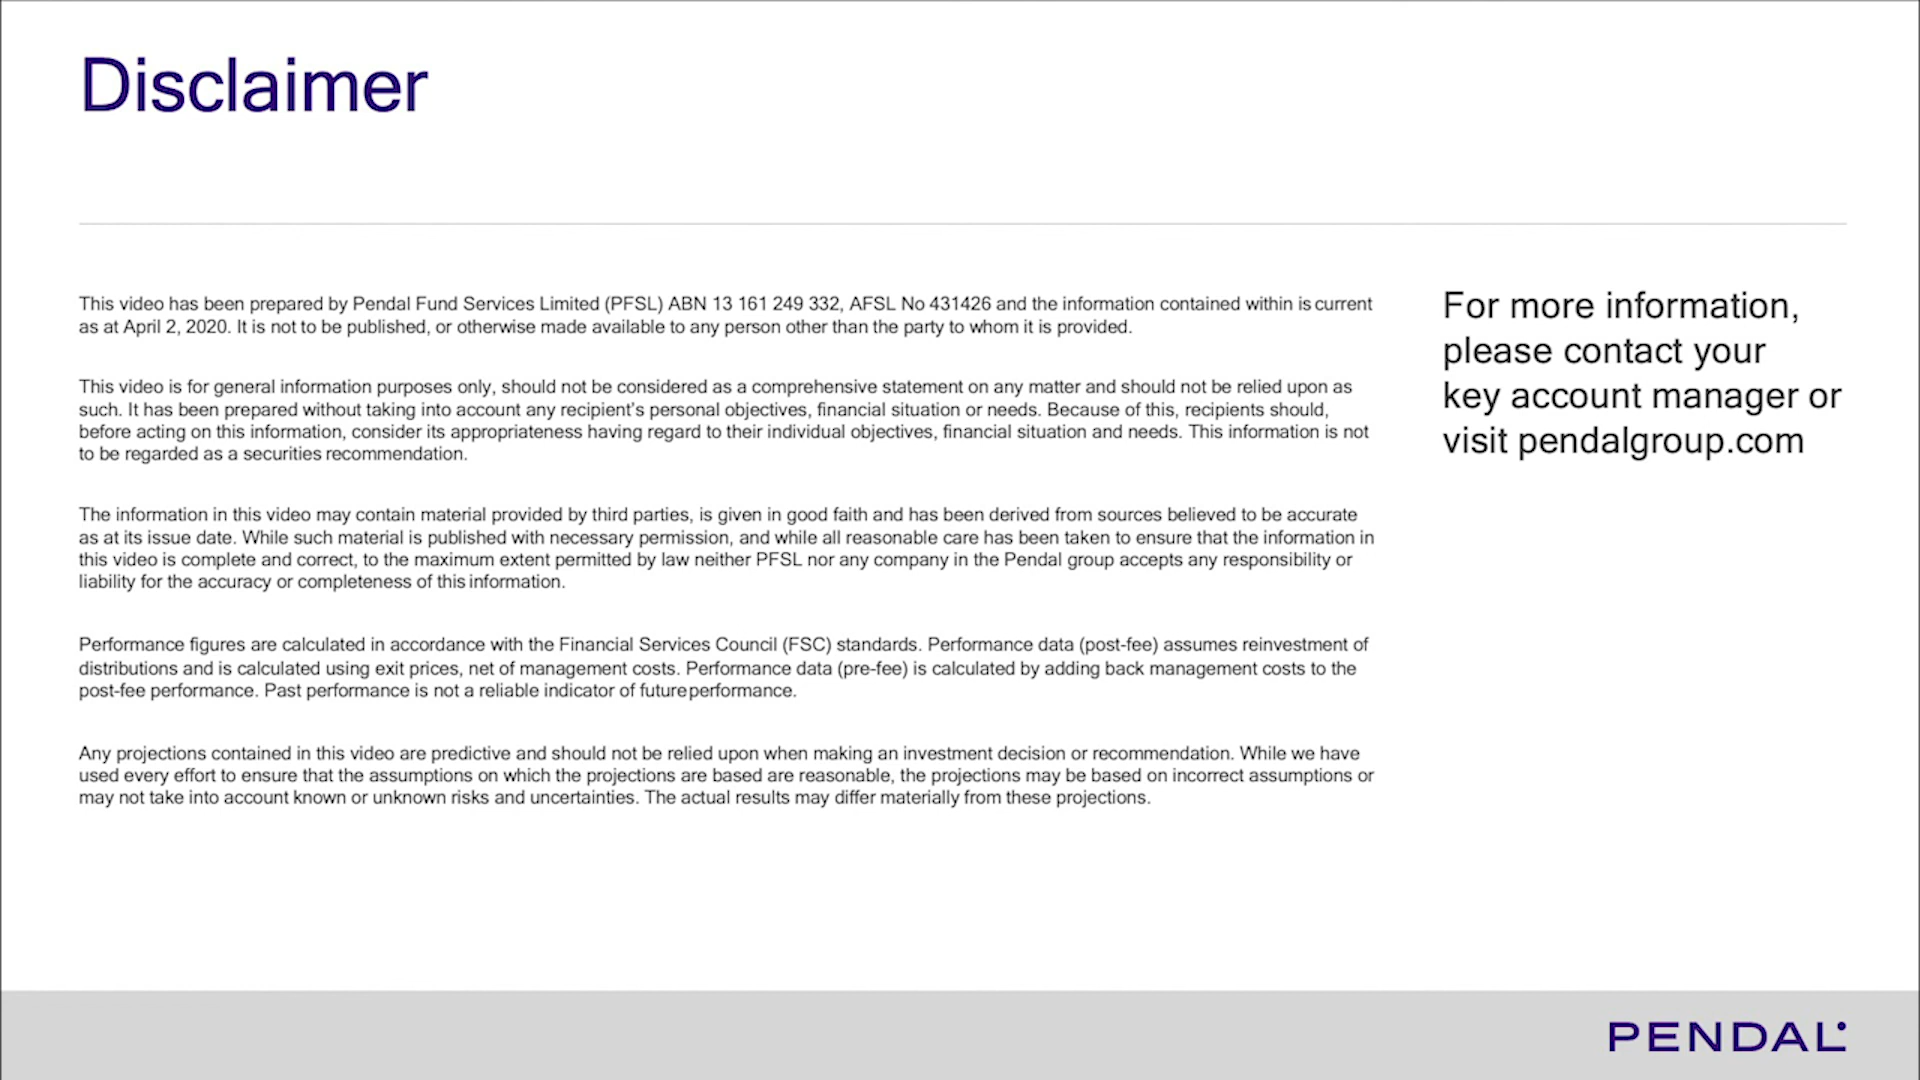 Disclaimer
This video has been prepared by Pendal Fund Services Limited (PFSL) ABN 13 161 249 332, AFSL No 431426 and the information contained within is current
as at April 2, 2020. It is not to be published, or otherwise made available to any person other than the party to whom it is provided.
This video is for general information purposes only, should not be considered as a comprehensive statement on any matter and should not be relied upon as
such. It has been prepared without taking into account any recipient's personal objectives, financial situation or needs. Because of this, recipients should,
before acting on this information, consider its appropriateness having regard to their individual objectives, financial situation and needs. This information is not
to be regarded as a securities recommendation.
The information in this video may contain material provided by third parties, is given in good faith and has been derived from sources believed to be accurate
as at its issue date. While such material is published with necessary permission, and while all reasonable care has been taken to ensure that the information in
this video is complete and correct, to the maximum extent permitted by law neither PFSL nor any company in the Pendal group accepts any responsibility or
liability for the accuracy or completeness of this information.
Performance figures are calculated in accordance with the Financial Services Council (FSC) standards. Performance data (post-fee) assumes reinvestment of
distributions and is calculated using exit prices, net of management costs. Performance data (pre-fee) is calculated by adding back management costs to the
post-fee performance. Past performance is not a reliable indicator of future performance.
Any projections contained in this video are predictive and should not be relied upon when making an investment decision or recommendation. While we have
used every effort to ensure that the assumptions on which the projections are based are reasonable, the projections may be based on incorrect assumptions or
may not take into account known or unknown risks and uncertainties. The actual results may differ materially from these projections.
For more information,
please contact your
key account manager or
visit pendalgroup.com
PENDAL